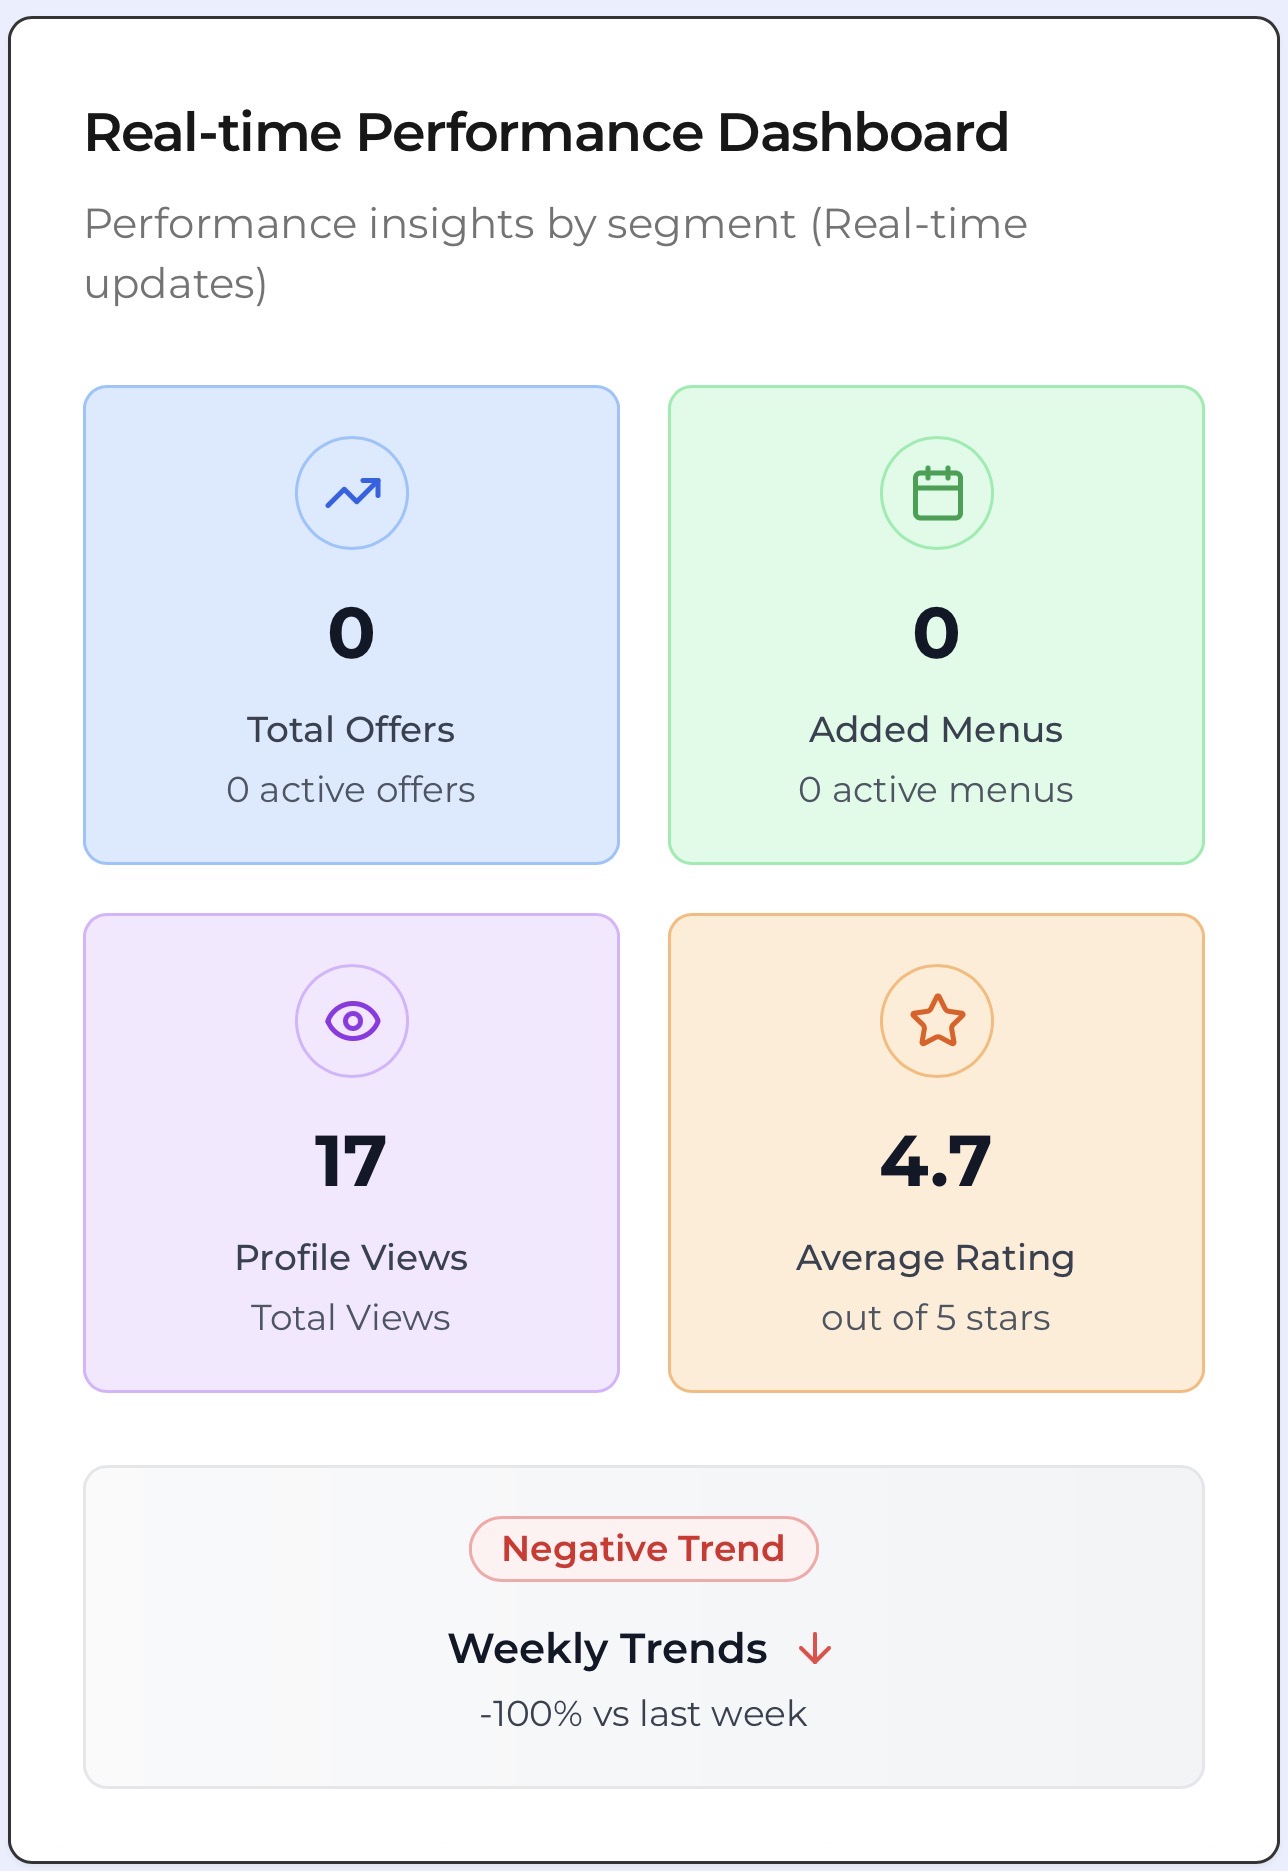 Real-time Performance Dashboard
Performance insights by segment (Real-time
updates)
0
Total Offers
0 active offers
0
Added Menus
0 active menus
17
Profile Views
Total Views
4.7
Average Rating
out of 5 stars
Negative Trend
Weekly Trends
-100% vs last week